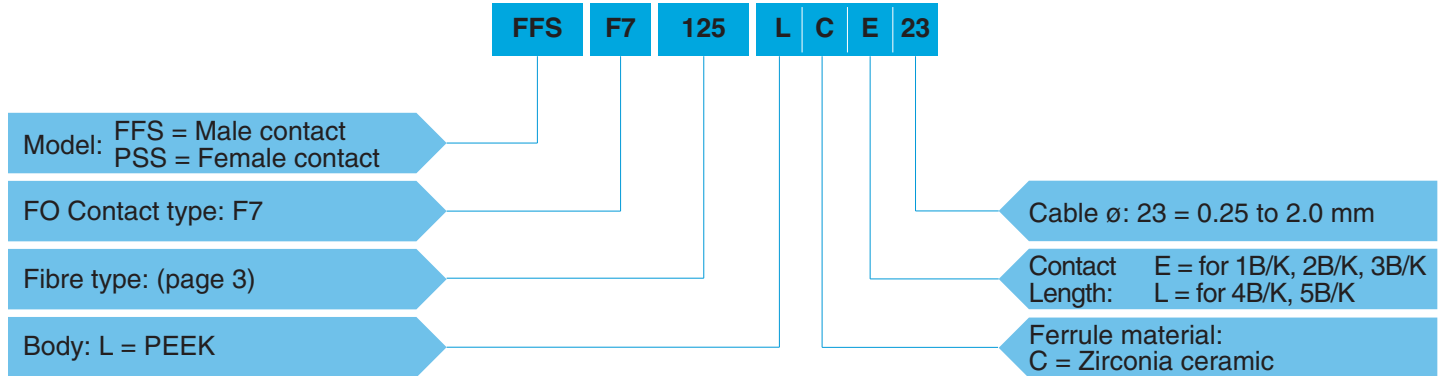 FFS F7 125 L C E 23
Model: FFS = Male contact
PSS = Female contact
FO Contact type: F7
Fibre type: (page 3)
Body: L = PEEK
Cable ø: 23 = 0.25 to 2.0 mm
Contact E = for 1B/K, 2B/K, 3B/K
Length: L = for 4B/K, 5B/K
Ferrule material:
C = Zirconia ceramic